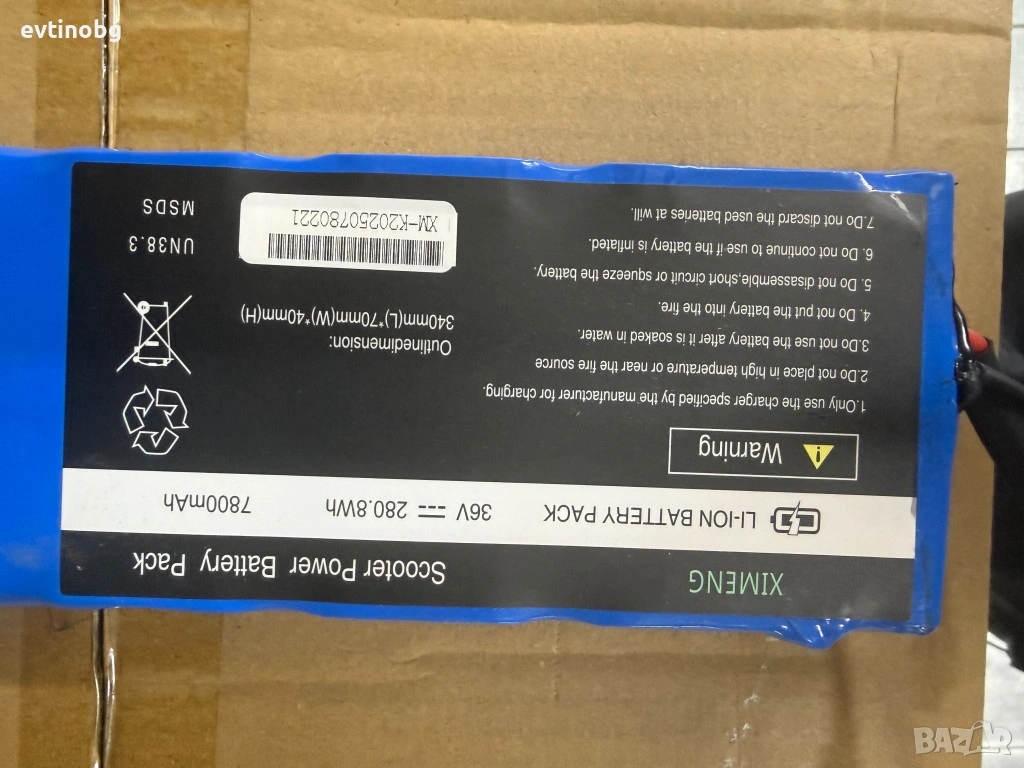 evtinobg
XIMENG
Scooter Power Battery Pack
LI-ION BATTERY PACK
36V
280.8Wh
7800mAh
Warning
1.Only use the charger specified by the manufacturer for charging.
2.Do not place in high temperature or near the fire source
3.Do not use the battery after it is soaked in water.
4. Do not put the battery into the fire.
5. Do not disassemble,short circuit or squeeze the battery.
6. Do not continue to use if the battery is inflated.
7.Do not discard the used batteries at will.
Outlinedimension:
340mm(L)*70mm(W)*40mm(H)
XM-K20250780221
UN38.3
MSDS
BAZAR